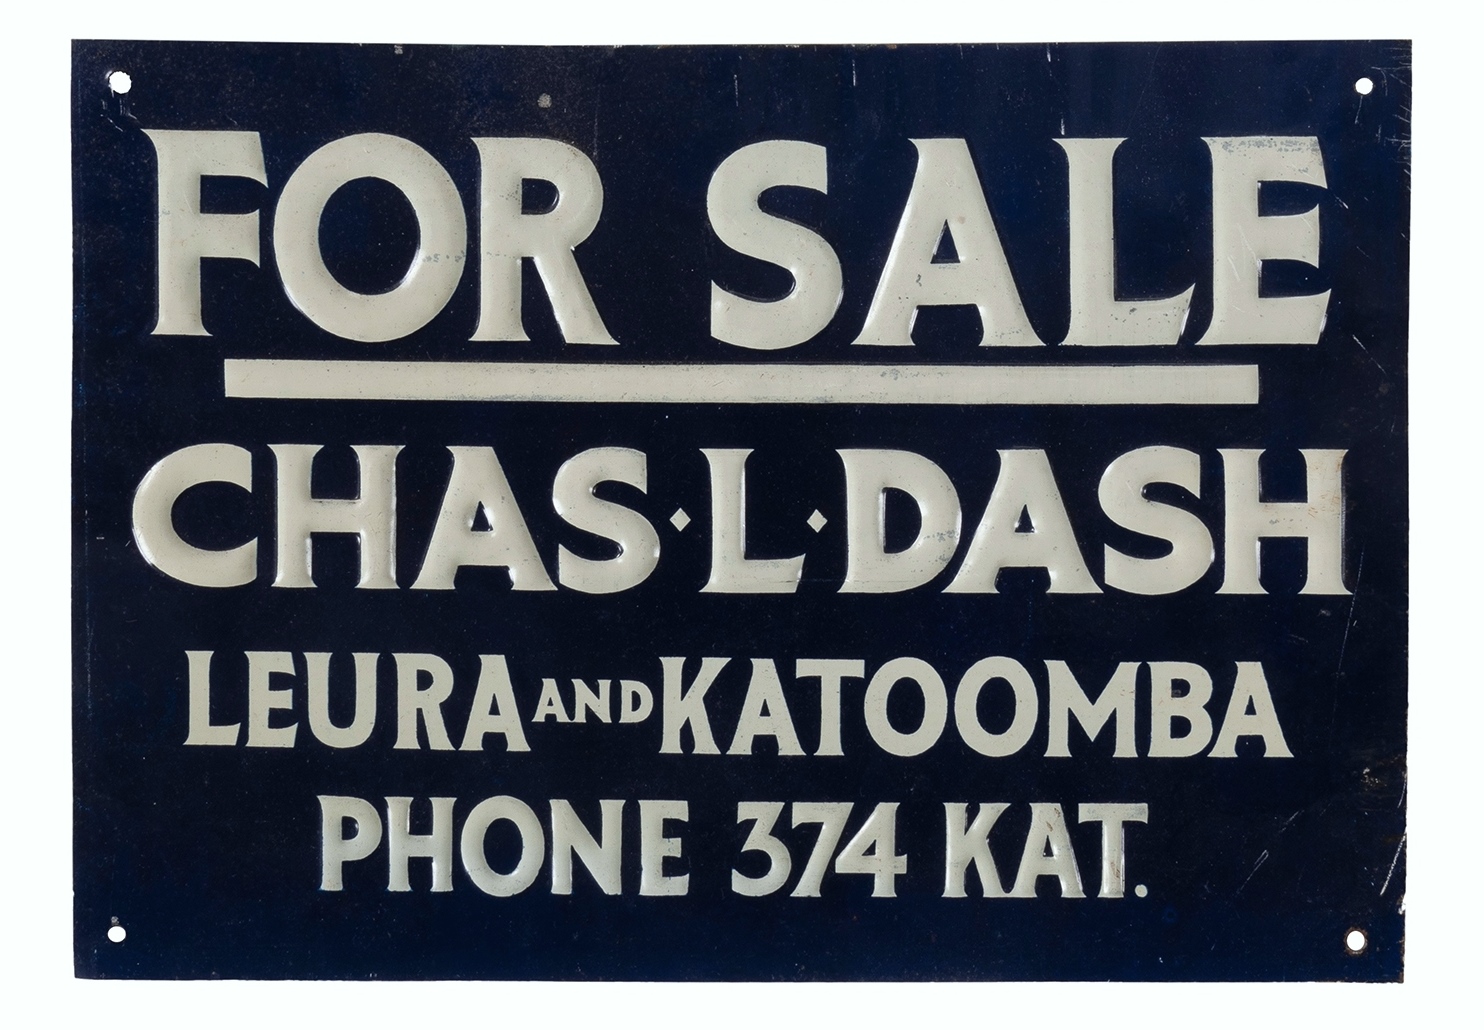 FOR SALE
CHAS·L·DASH
LEURA AND KATOOMBA
PHONE 374 KAT.